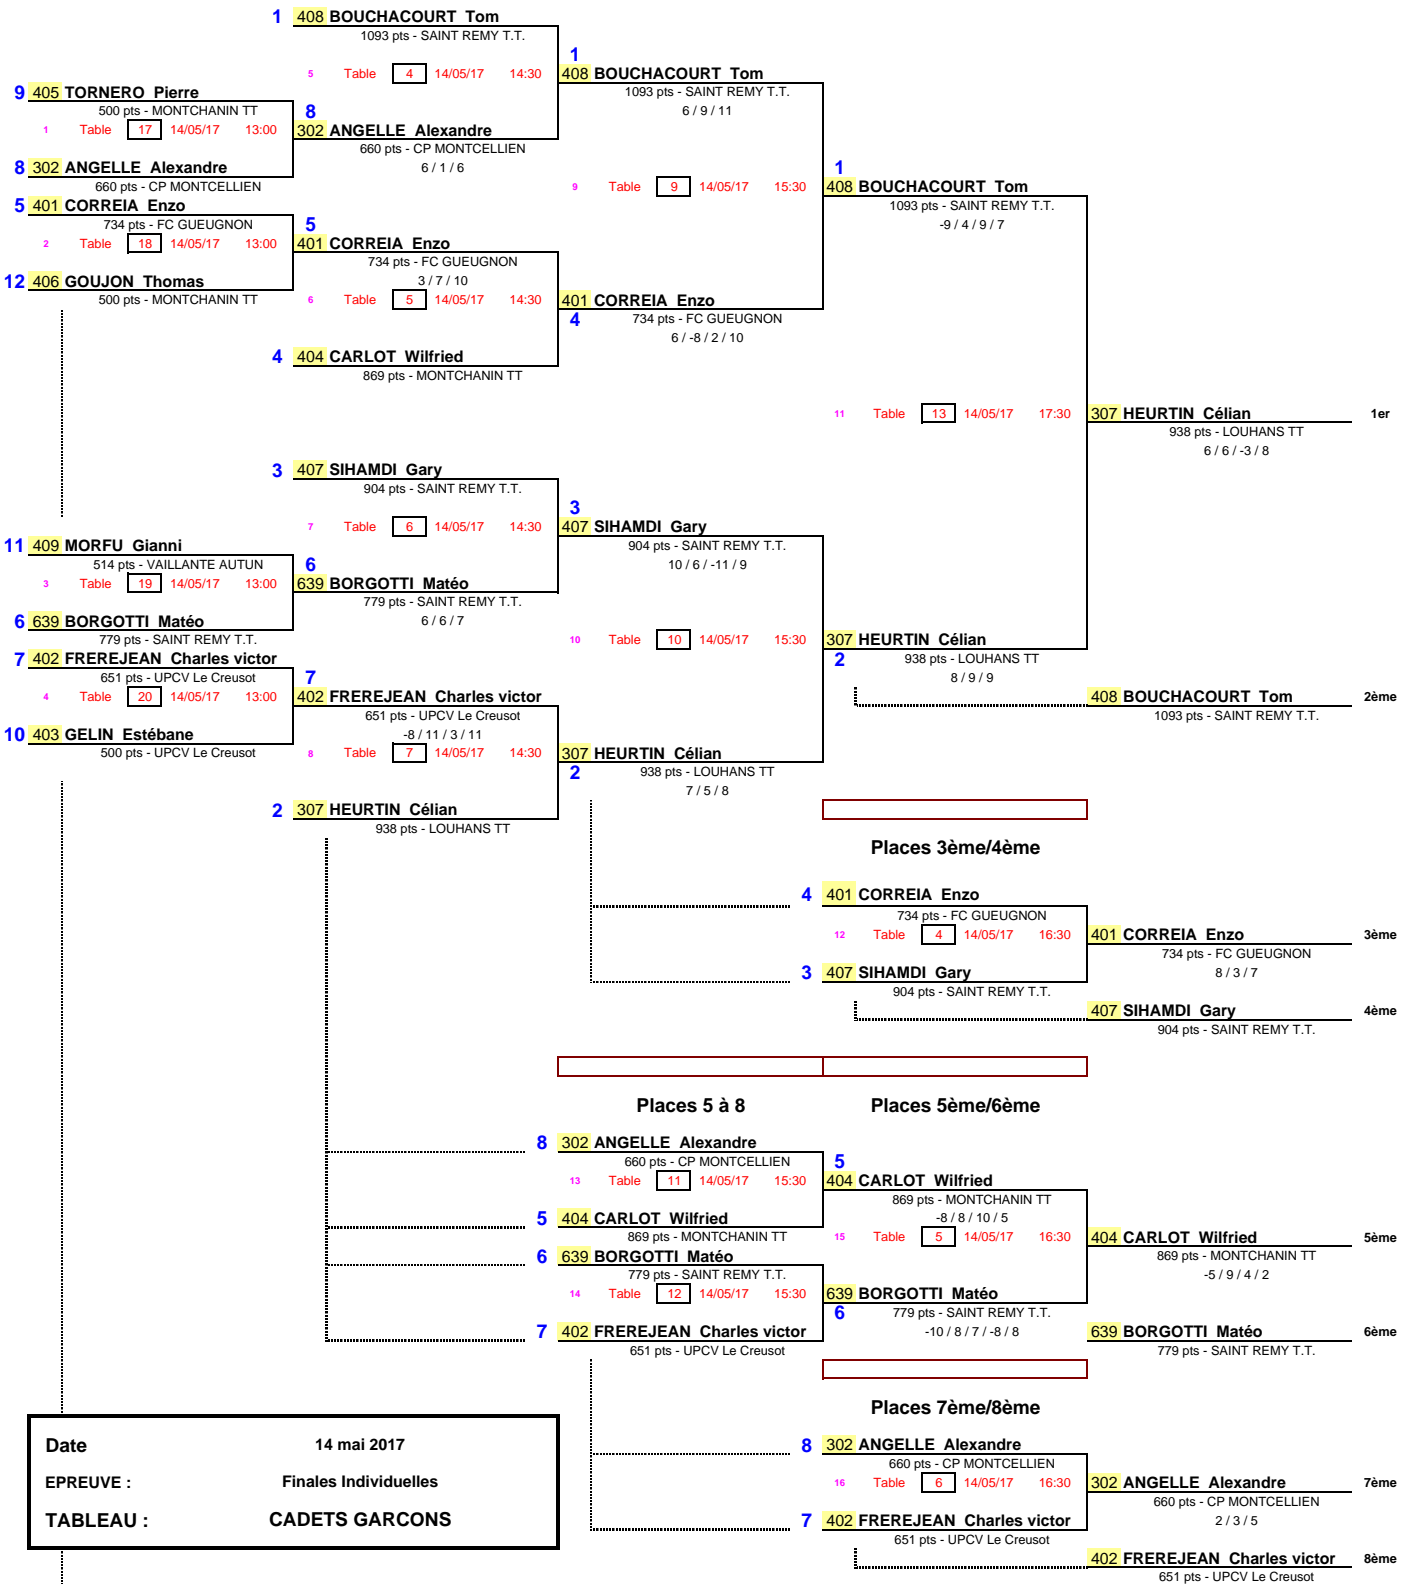 1 408 BOUCHACOURT Tom
1093 pts - SAINT REMY T.T.
5 Table 4 14/05/17 14:30
1
408 BOUCHACOURT Tom
1093 pts - SAINT REMY T.T.
6 / 9 / 11
9 405 TORNERO Pierre
500 pts - MONTCHANIN TT
1 Table 17 14/05/17 13:00
8
302 ANGELLE Alexandre
660 pts - CP MONTCELLIEN
6 / 1 / 6
8 302 ANGELLE Alexandre
660 pts - CP MONTCELLIEN
9 Table 9 14/05/17 15:30
1
408 BOUCHACOURT Tom
1093 pts - SAINT REMY T.T.
-9 / 4 / 9 / 7
5 401 CORREIA Enzo
734 pts - FC GUEUGNON
2 Table 18 14/05/17 13:00
5
401 CORREIA Enzo
734 pts - FC GUEUGNON
3 / 7 / 10
12 406 GOUJON Thomas
500 pts - MONTCHANIN TT
6 Table 5 14/05/17 14:30
401 CORREIA Enzo
4
734 pts - FC GUEUGNON
6 / -8 / 2 / 10
4 404 CARLOT Wilfried
869 pts - MONTCHANIN TT
11 Table 13 14/05/17 17:30
307 HEURTIN Célian 1er
938 pts - LOUHANS TT
6 / 6 / -3 / 8
3 407 SIHAMDI Gary
904 pts - SAINT REMY T.T.
7 Table 6 14/05/17 14:30
3
407 SIHAMDI Gary
904 pts - SAINT REMY T.T.
10 / 6 / -11 / 9
11 409 MORFU Gianni
514 pts - VAILLANTE AUTUN
3 Table 19 14/05/17 13:00
6
639 BORGOTTI Matéo
779 pts - SAINT REMY T.T.
6 / 6 / 7
6 639 BORGOTTI Matéo
779 pts - SAINT REMY T.T.
10 Table 10 14/05/17 15:30
307 HEURTIN Célian
2
938 pts - LOUHANS TT
8 / 9 / 9
7 402 FREREJEAN Charles victor
651 pts - UPCV Le Creusot
4 Table 20 14/05/17 13:00
7
402 FREREJEAN Charles victor
651 pts - UPCV Le Creusot
-8 / 11 / 3 / 11
408 BOUCHACOURT Tom 2ème
1093 pts - SAINT REMY T.T.
10 403 GELIN Estébane
500 pts - UPCV Le Creusot
8 Table 7 14/05/17 14:30
307 HEURTIN Célian
2
938 pts - LOUHANS TT
7 / 5 / 8
2 307 HEURTIN Célian
938 pts - LOUHANS TT
Places 3ème/4ème
4 401 CORREIA Enzo
734 pts - FC GUEUGNON
12 Table 4 14/05/17 16:30
401 CORREIA Enzo 3ème
734 pts - FC GUEUGNON
8 / 3 / 7
3 407 SIHAMDI Gary
904 pts - SAINT REMY T.T.
407 SIHAMDI Gary 4ème
904 pts - SAINT REMY T.T.
Places 5 à 8
Places 5ème/6ème
8 302 ANGELLE Alexandre
660 pts - CP MONTCELLIEN
13 Table 11 14/05/17 15:30
5
404 CARLOT Wilfried
869 pts - MONTCHANIN TT
-8 / 8 / 10 / 5
5 404 CARLOT Wilfried
869 pts - MONTCHANIN TT
15 Table 5 14/05/17 16:30
404 CARLOT Wilfried 5ème
869 pts - MONTCHANIN TT
-5 / 9 / 4 / 2
6 639 BORGOTTI Matéo
779 pts - SAINT REMY T.T.
14 Table 12 14/05/17 15:30
639 BORGOTTI Matéo
6
779 pts - SAINT REMY T.T.
-10 / 8 / 7 / -8 / 8
7 402 FREREJEAN Charles victor
651 pts - UPCV Le Creusot
639 BORGOTTI Matéo 6ème
779 pts - SAINT REMY T.T.
Places 7ème/8ème
8 302 ANGELLE Alexandre
660 pts - CP MONTCELLIEN
16 Table 6 14/05/17 16:30
302 ANGELLE Alexandre 7ème
660 pts - CP MONTCELLIEN
2 / 3 / 5
7 402 FREREJEAN Charles victor
651 pts - UPCV Le Creusot
402 FREREJEAN Charles victor 8ème
651 pts - UPCV Le Creusot
Date 14 mai 2017
EPREUVE : Finales Individuelles
TABLEAU : CADETS GARCONS